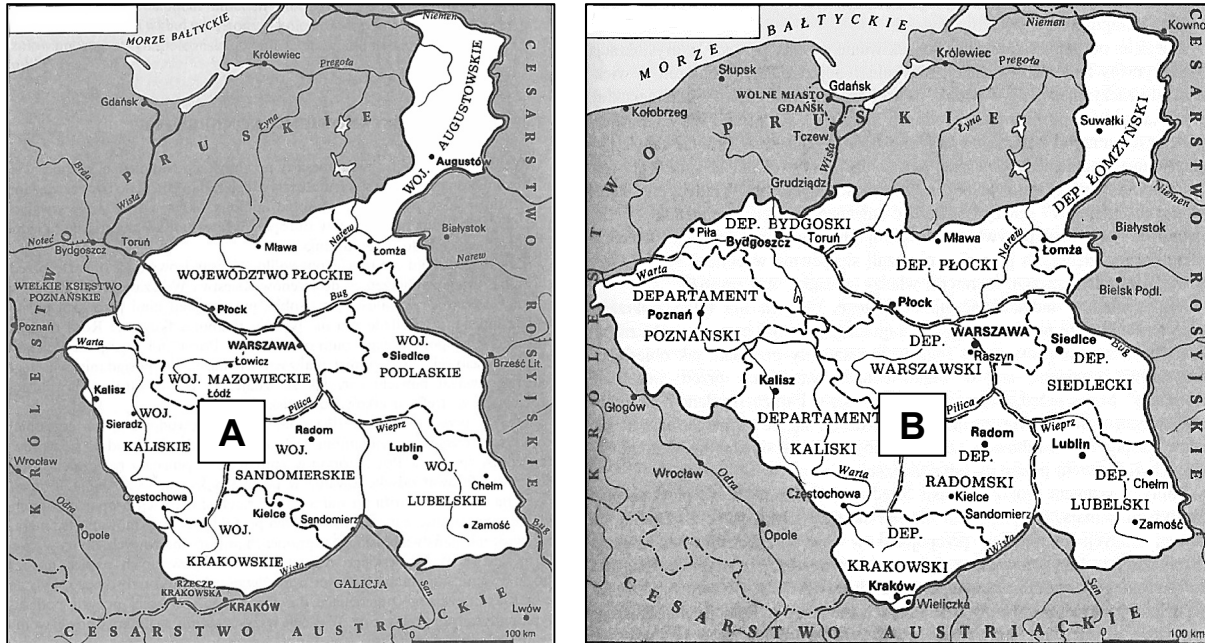 MORZE BAŁTYCKIE
Niemen
Królewiec
Pregoła
Gdańsk
Łyna
PRUSKIE
WOJ. AUGUSTOWSKIE
Augustów
Brda
Wisła
Noteć
Bydgoszcz
Toruń
Mława
Narew
Łomża
Białystok
Narew
WOJEWÓDZTWO PŁOCKIE
WIELKIE KSIĘSTWO
POZNAŃSKIE
Poznań
Płock
Bug
WARSZAWA
WOJ.
Siedlce
PODLASKIE
Brześć Lit.
Warta
Łowicz
WOJ. MAZOWIECKIE
Łódź
Kalisz
Sieradz
WOJ.
KALISKIE
A
Pilica
Radom
WOJ.
SANDOMIERSKIE
Wieprz
Lublin
WOJ.
LUBELSKIE
Chełm
Zamość
Wrocław
Odra
Opole
Częstochowa
Kielce
Sandomierz
WOJ.
KRAKOWSKIE
Wisła
RZECZP.
KRAKOWSKA
KRAKÓW
GALICJA
San
Bug
Lwów
KRÓLESTWO
CESARSTWO ROSYJSKIE
CESARSTWO AUSTRIACKIE
0 100 km
MORZE BAŁTYCKIE
Niemen
Kowno
Królewiec
Pregoła
Słupsk
Gdańsk
WOLNE MIASTO
GDAŃSK
Kołobrzeg
Tczew
Wisła
Łyna
PRUSKIE
Suwałki
DEP. ŁOMŻYŃSKI
Niemen
Grudziądz
DEP. BYDGOSKI
Piła
Bydgoszcz
Toruń
Mława
Narew
Łomża
Białystok
DEP. PŁOCKI
Bielsk Podl.
Warta
DEPARTAMENT
Poznań
POZNAŃSKI
Płock
WARSZAWA
DEP.
Raszyn
WARSZAWSKI
Siedlce
DEP.
SIEDLECKI
Bug
Kalisz
DEPARTAMENT
KALISKI
B
Pilica
Głogów
Wrocław
Odra
Opole
Warta
Częstochowa
Radom
DEP.
RADOMSKI
Kielce
Sandomierz
Wieprz
Lublin
DEP.
LUBELSKI
Chełm
Zamość
DEP.
KRAKOWSKI
Kraków
Wieliczka
Wisła
San
KRÓLESTWO
CESARSTWO ROSYJSKIE
CESARSTWO AUSTRIACKIE
0 100 km